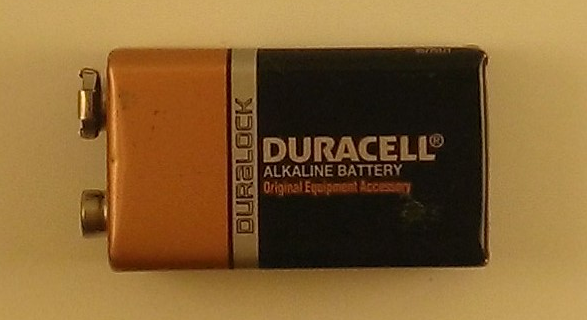 DURALOCK
DURACELL®
ALKALINE BATTERY
Original Equipment Accessory